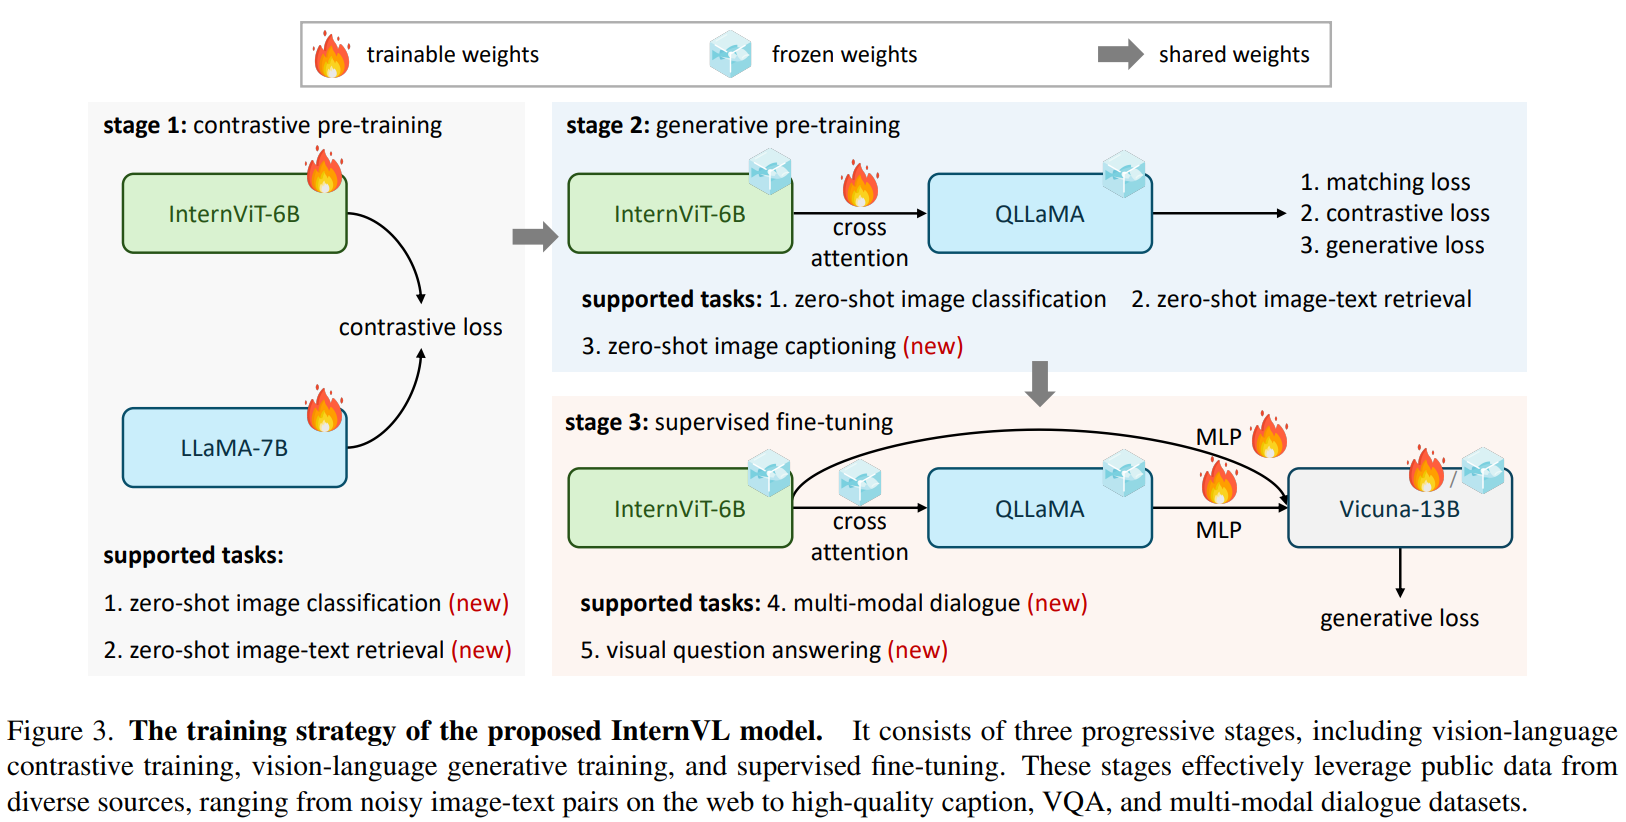 trainable weights
frozen weights
shared weights
stage 1: contrastive pre-training
InternViT-6B
contrastive loss
LLaMA-7B
supported tasks:
1. zero-shot image classification (new)
2. zero-shot image-text retrieval (new)
stage 2: generative pre-training
InternViT-6B
cross
attention
QLLaMA
1. matching loss
2. contrastive loss
3. generative loss
supported tasks: 1. zero-shot image classification 2. zero-shot image-text retrieval
3. zero-shot image captioning (new)
stage 3: supervised fine-tuning
MLP
InternViT-6B
cross
attention
QLLaMA
MLP
/
Vicuna-13B
generative loss
supported tasks: 4. multi-modal dialogue (new)
5. visual question answering (new)
Figure 3. The training strategy of the proposed InternVL model. It consists of three progressive stages, including vision-language
contrastive training, vision-language generative training, and supervised fine-tuning. These stages effectively leverage public data from
diverse sources, ranging from noisy image-text pairs on the web to high-quality caption, VQA, and multi-modal dialogue datasets.